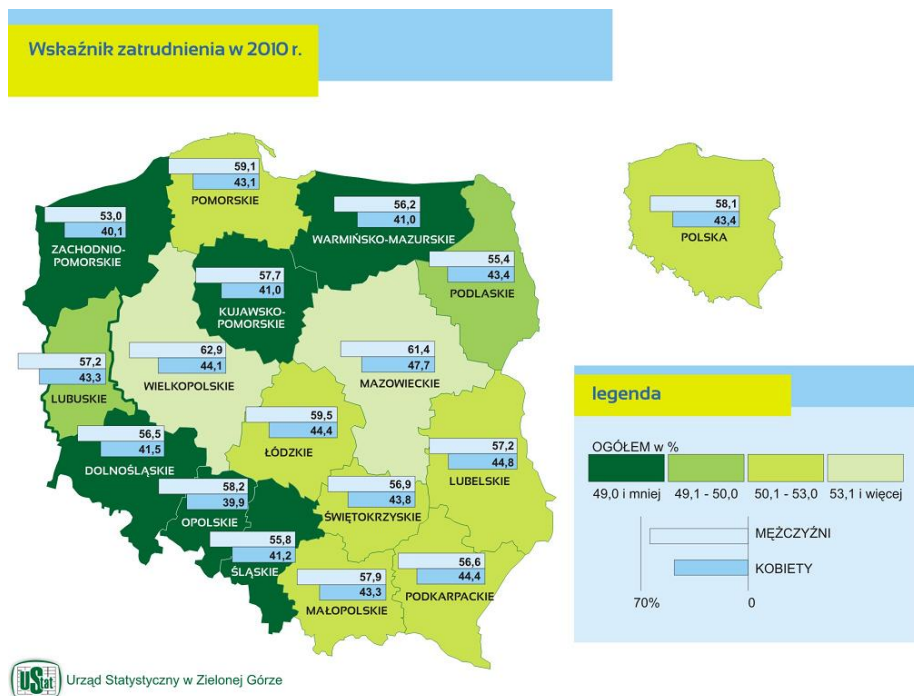 Wskaźnik zatrudnienia w 2010 r.
59,1
43,1
POMORSKIE
53,0
40,1
ZACHODNIO-
POMORSKIE
56,2
41,0
WARMIŃSKO-MAZURSKIE
55,4
43,4
PODLASKIE
57,7
41,0
KUJAWSKO-
POMORSKIE
58,1
43,4
POLSKA
57,2
43,3
LUBUSKIE
62,9
44,1
WIELKOPOLSKIE
61,4
47,7
MAZOWIECKIE
59,5
44,4
ŁÓDZKIE
56,5
41,5
DOLNOŚLĄSKIE
57,2
44,8
LUBELSKIE
58,2
39,9
OPOLSKIE
56,9
43,8
ŚWIĘTOKRZYSKIE
55,8
41,2
ŚLĄSKIE
57,9
43,3
MAŁOPOLSKIE
56,6
44,4
PODKARPACKIE
legenda
OGÓŁEM w %
49,0 i mniej 49,1 - 50,0 50,1 - 53,0 53,1 i więcej
MĘŻCZYŹNI
KOBIETY
70% 0
UStat Urząd Statystyczny w Zielonej Górze